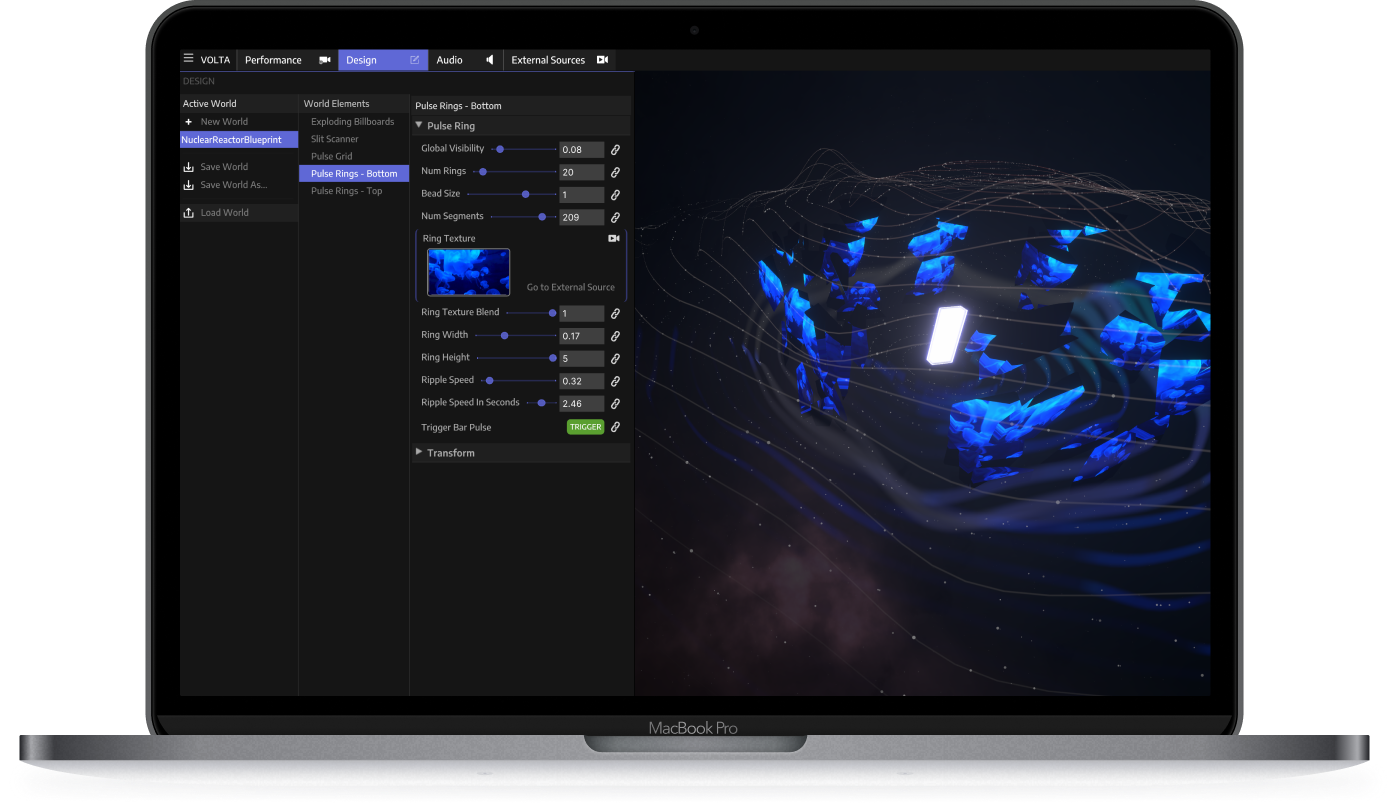 VOLTA Performance Design Audio External Sources
DESIGN
Active World
New World
NuclearReactorBlueprint
Save World
Save World As...
Load World
World Elements
Exploding Billboards
Slit Scanner
Pulse Grid
Pulse Rings - Bottom
Pulse Rings - Top
Pulse Rings - Bottom
Pulse Ring
Global Visibility 0.08
Num Rings 20
Bead Size 1
Num Segments 209
Ring Texture
Go to External Source
Ring Texture Blend 1
Ring Width 0.17
Ring Height 5
Ripple Speed 0.32
Ripple Speed In Seconds 2.46
Trigger Bar Pulse TRIGGER
Transform
MacBook Pro